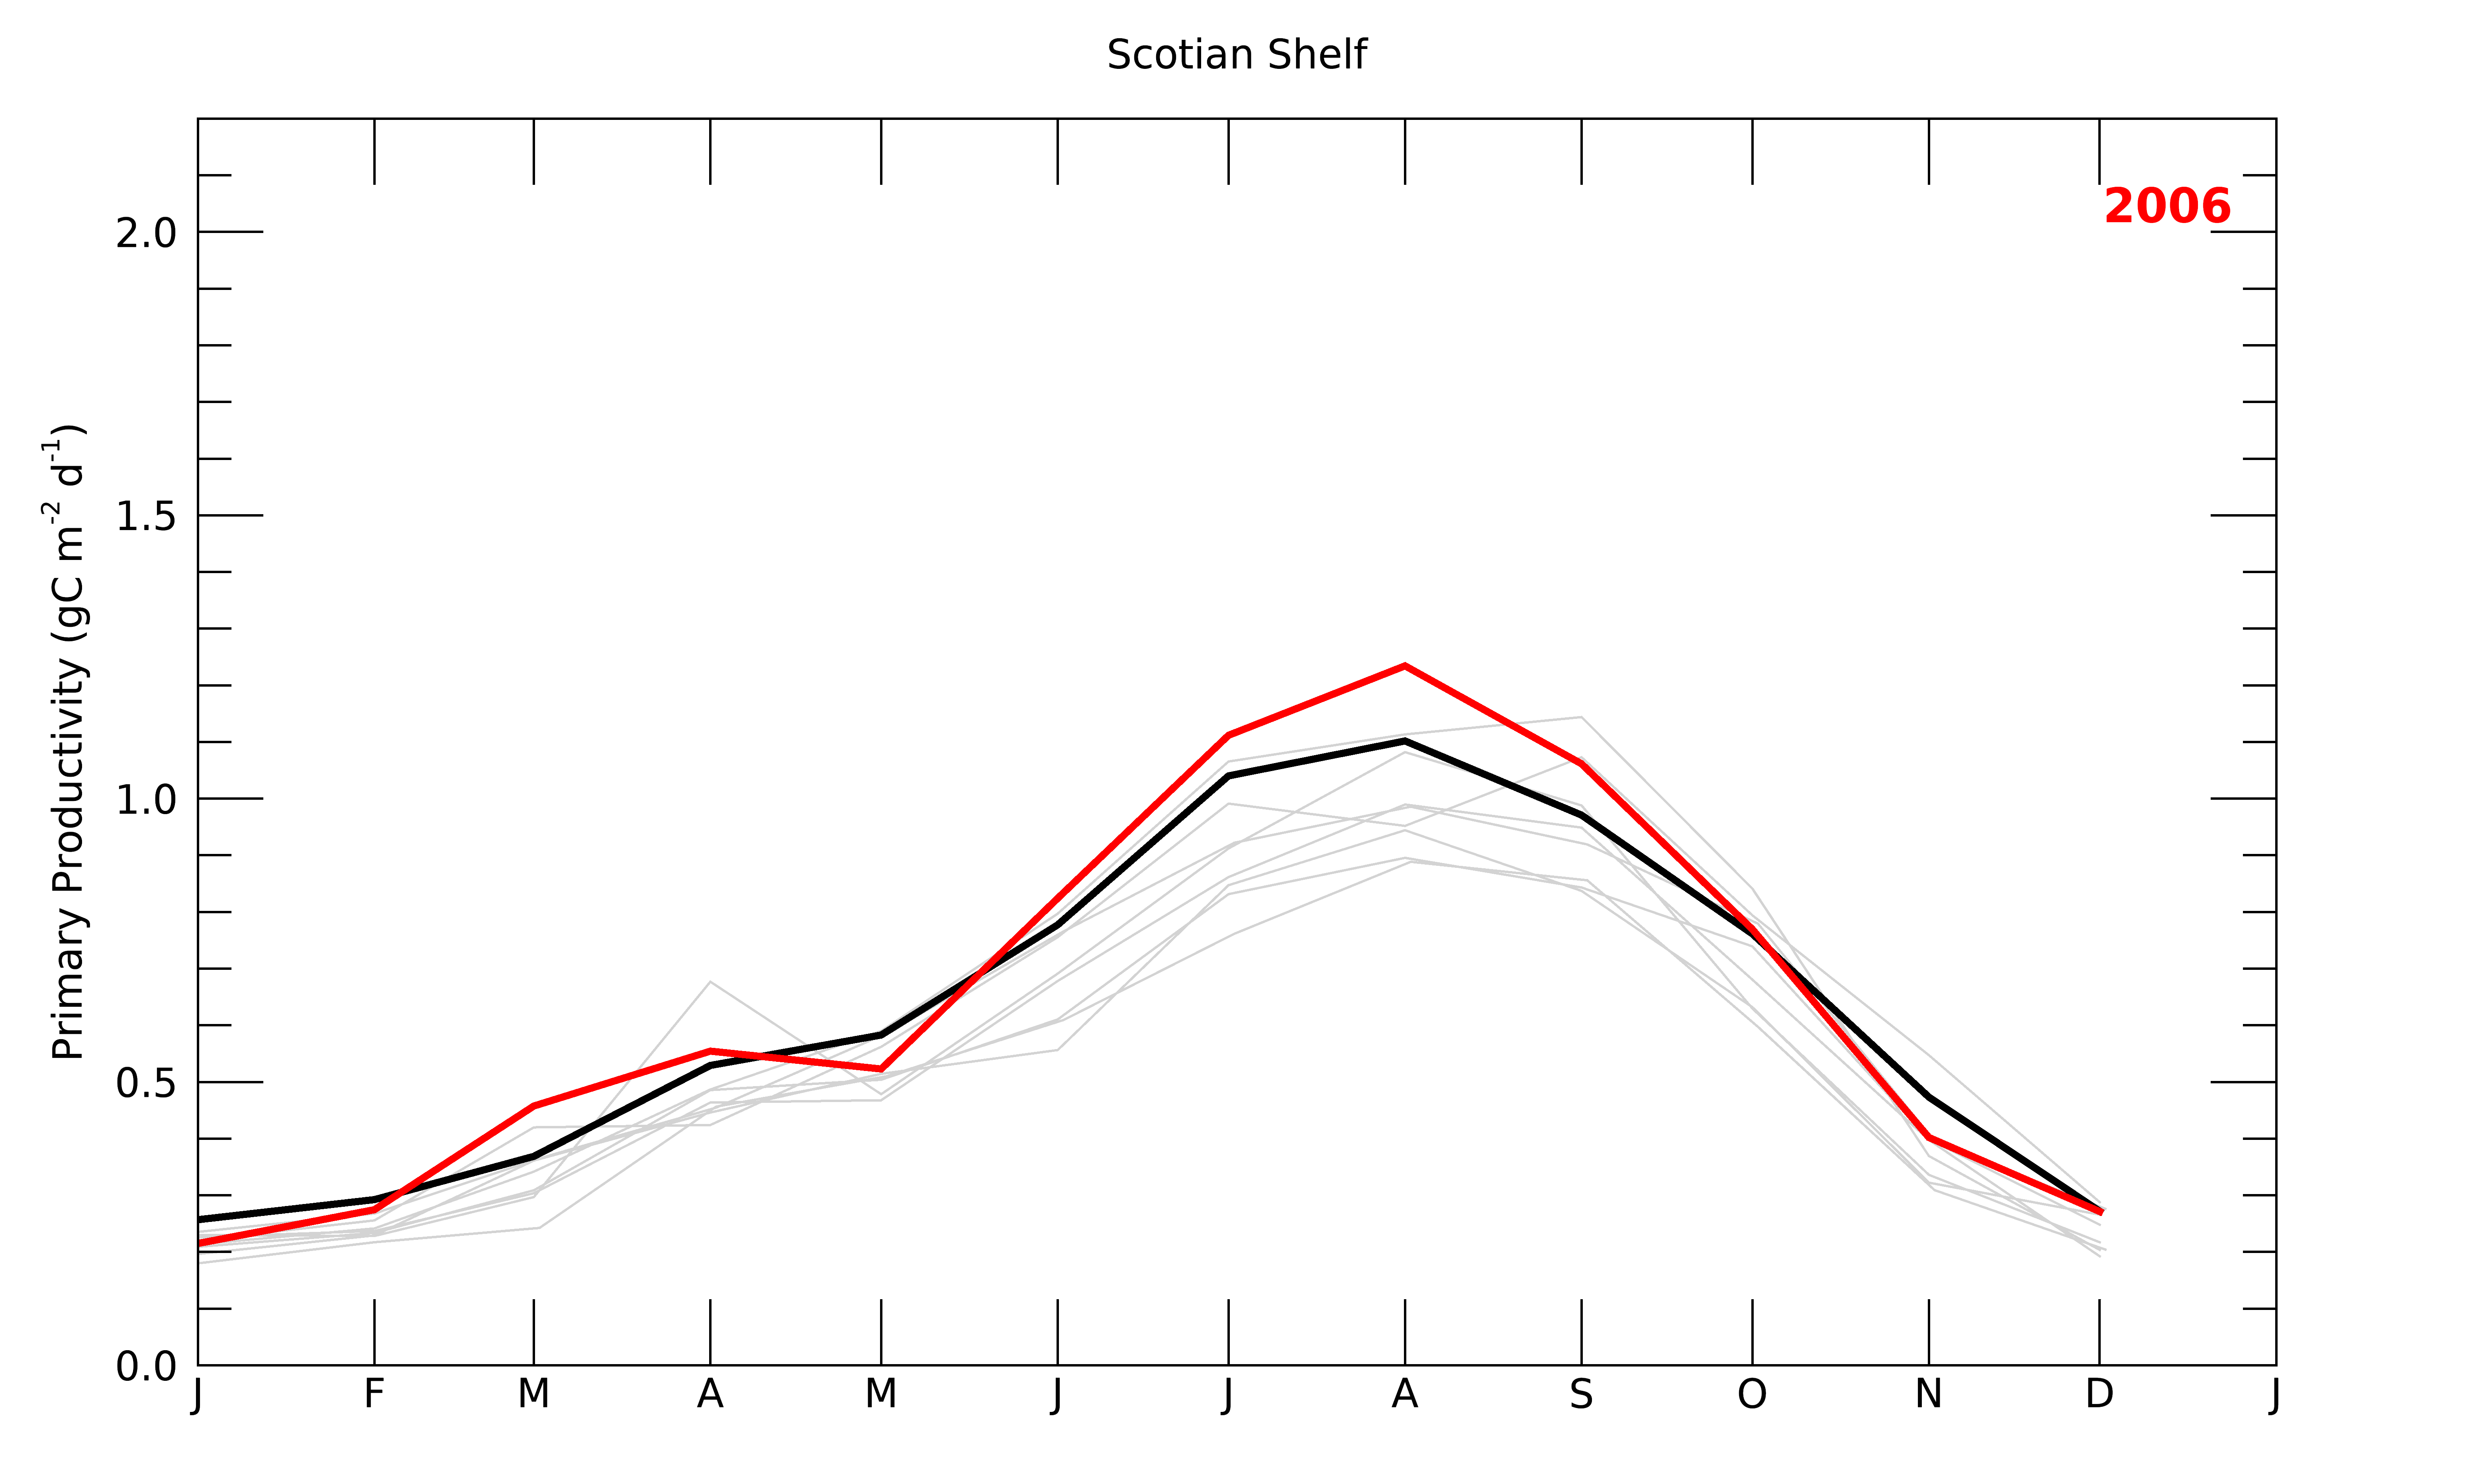 Scotian Shelf
2006
Primary Productivity (gC m⁻² d⁻¹)
2.0
1.5
1.0
0.5
0.0
J F M A M J J A S O N D J